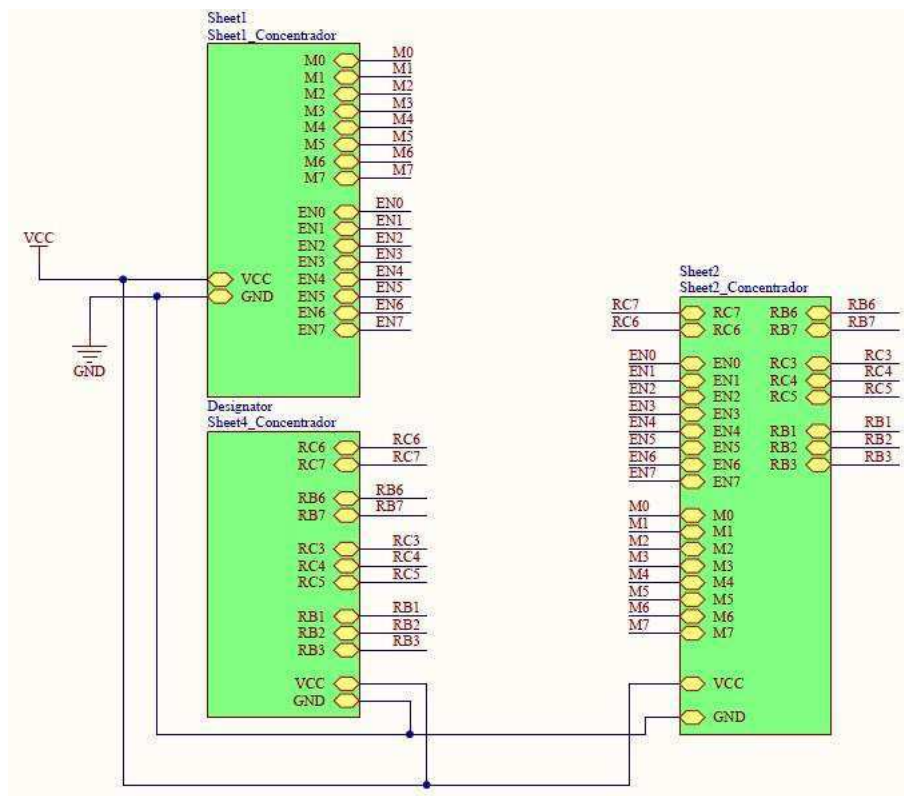 Sheet1
Sheet1_Concentrador
M0 M0
M1 M1
M2 M2
M3 M3
M4 M4
M5 M5
M6 M6
M7 M7
EN0 EN0
EN1 EN1
EN2 EN2
EN3 EN3
EN4 EN4
EN5 EN5
EN6 EN6
EN7 EN7
VCC
VCC
GND
GND
Designator
Sheet4_Concentrador
RC6 RC6
RC7 RC7
RB6 RB6
RB7 RB7
RC3 RC3
RC4 RC4
RC5 RC5
RB1 RB1
RB2 RB2
RB3 RB3
VCC
GND
Sheet2
Sheet2_Concentrador
RC7 RC7 RB6 RB6
RC6 RC6 RB7 RB7
EN0 EN0 RC3 RC3
EN1 EN1 RC4 RC4
EN2 EN2 RC5 RC5
EN3 EN3
EN4 EN4 RB1 RB1
EN5 EN5 RB2 RB2
EN6 EN6 RB3 RB3
EN7 EN7
M0 M0
M1 M1
M2 M2
M3 M3
M4 M4
M5 M5
M6 M6
M7 M7
VCC
GND